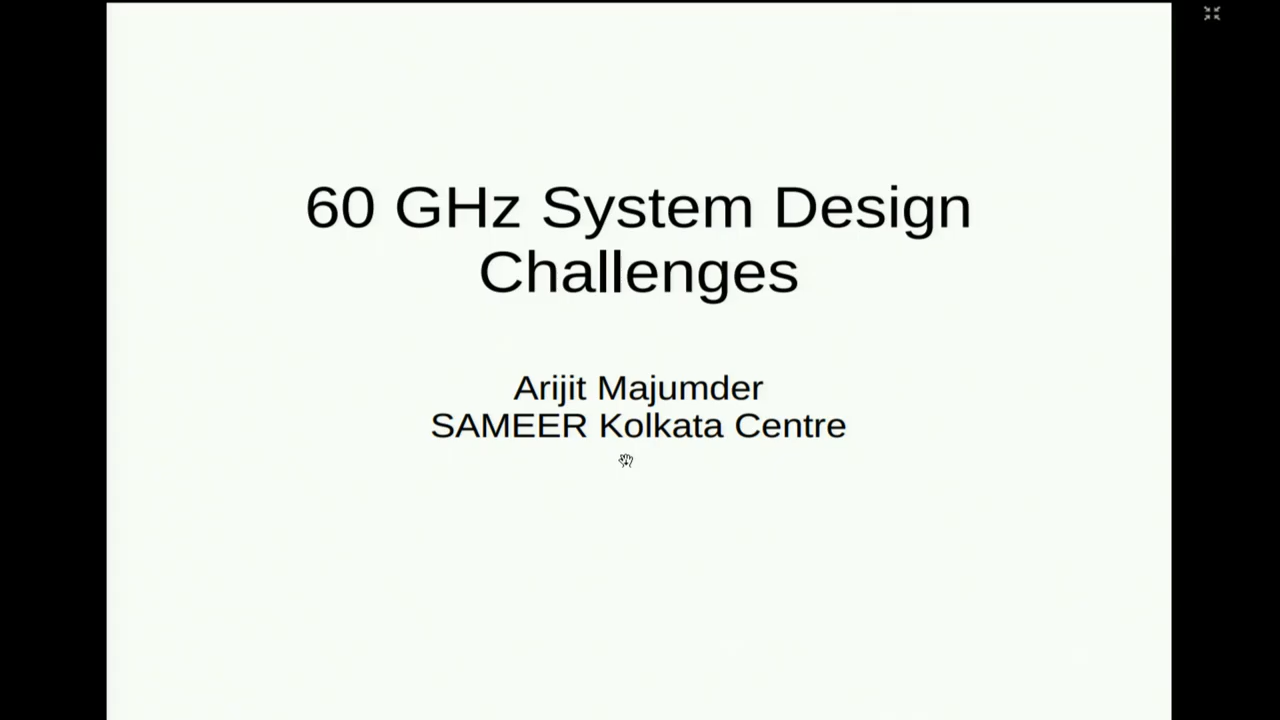 60 GHz System Design
Challenges
Arijit Majumder
SAMEER Kolkata Centre